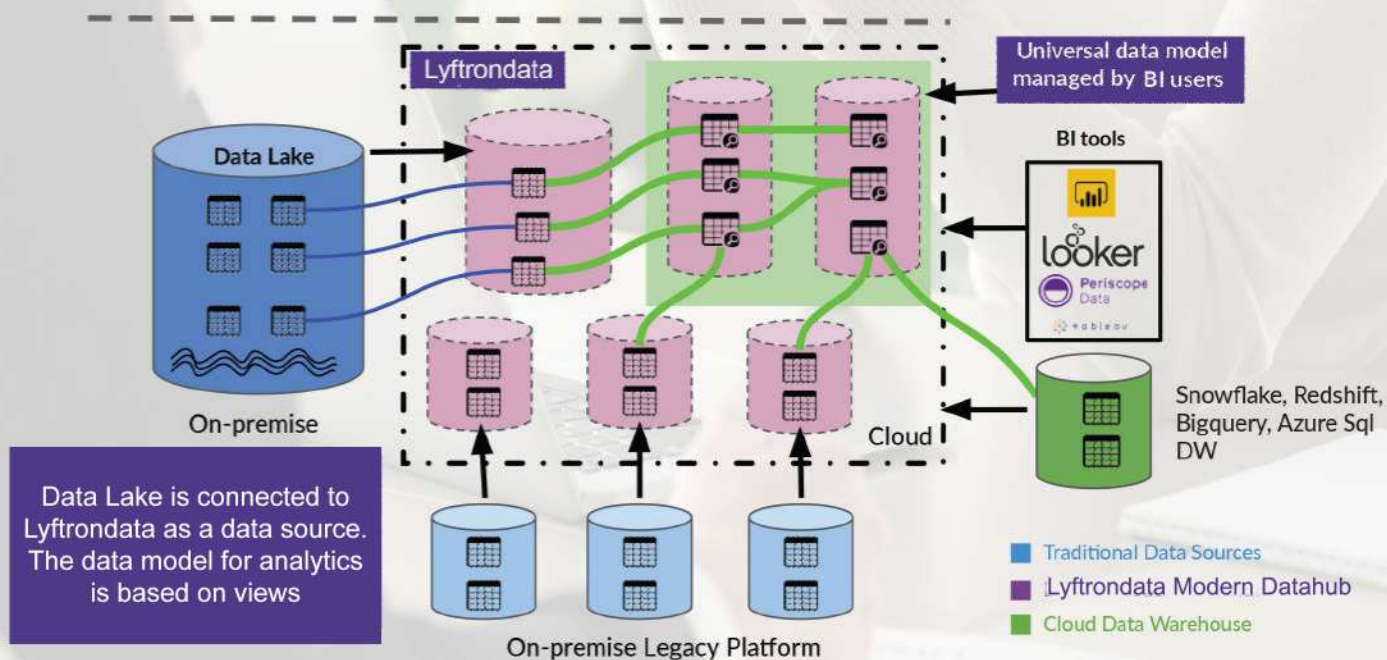 Lyftrondata
Universal data model
managed by BI users
Data Lake
BI tools
looker
Periscope
Data
+ableau
On-premise
Cloud
Snowflake, Redshift,
Bigquery, Azure Sql
DW
Data Lake is connected to
Lyftrondata as a data source.
The data model for analytics
is based on views
On-premise Legacy Platform
Traditional Data Sources
Lyftrondata Modern Datahub
Cloud Data Warehouse